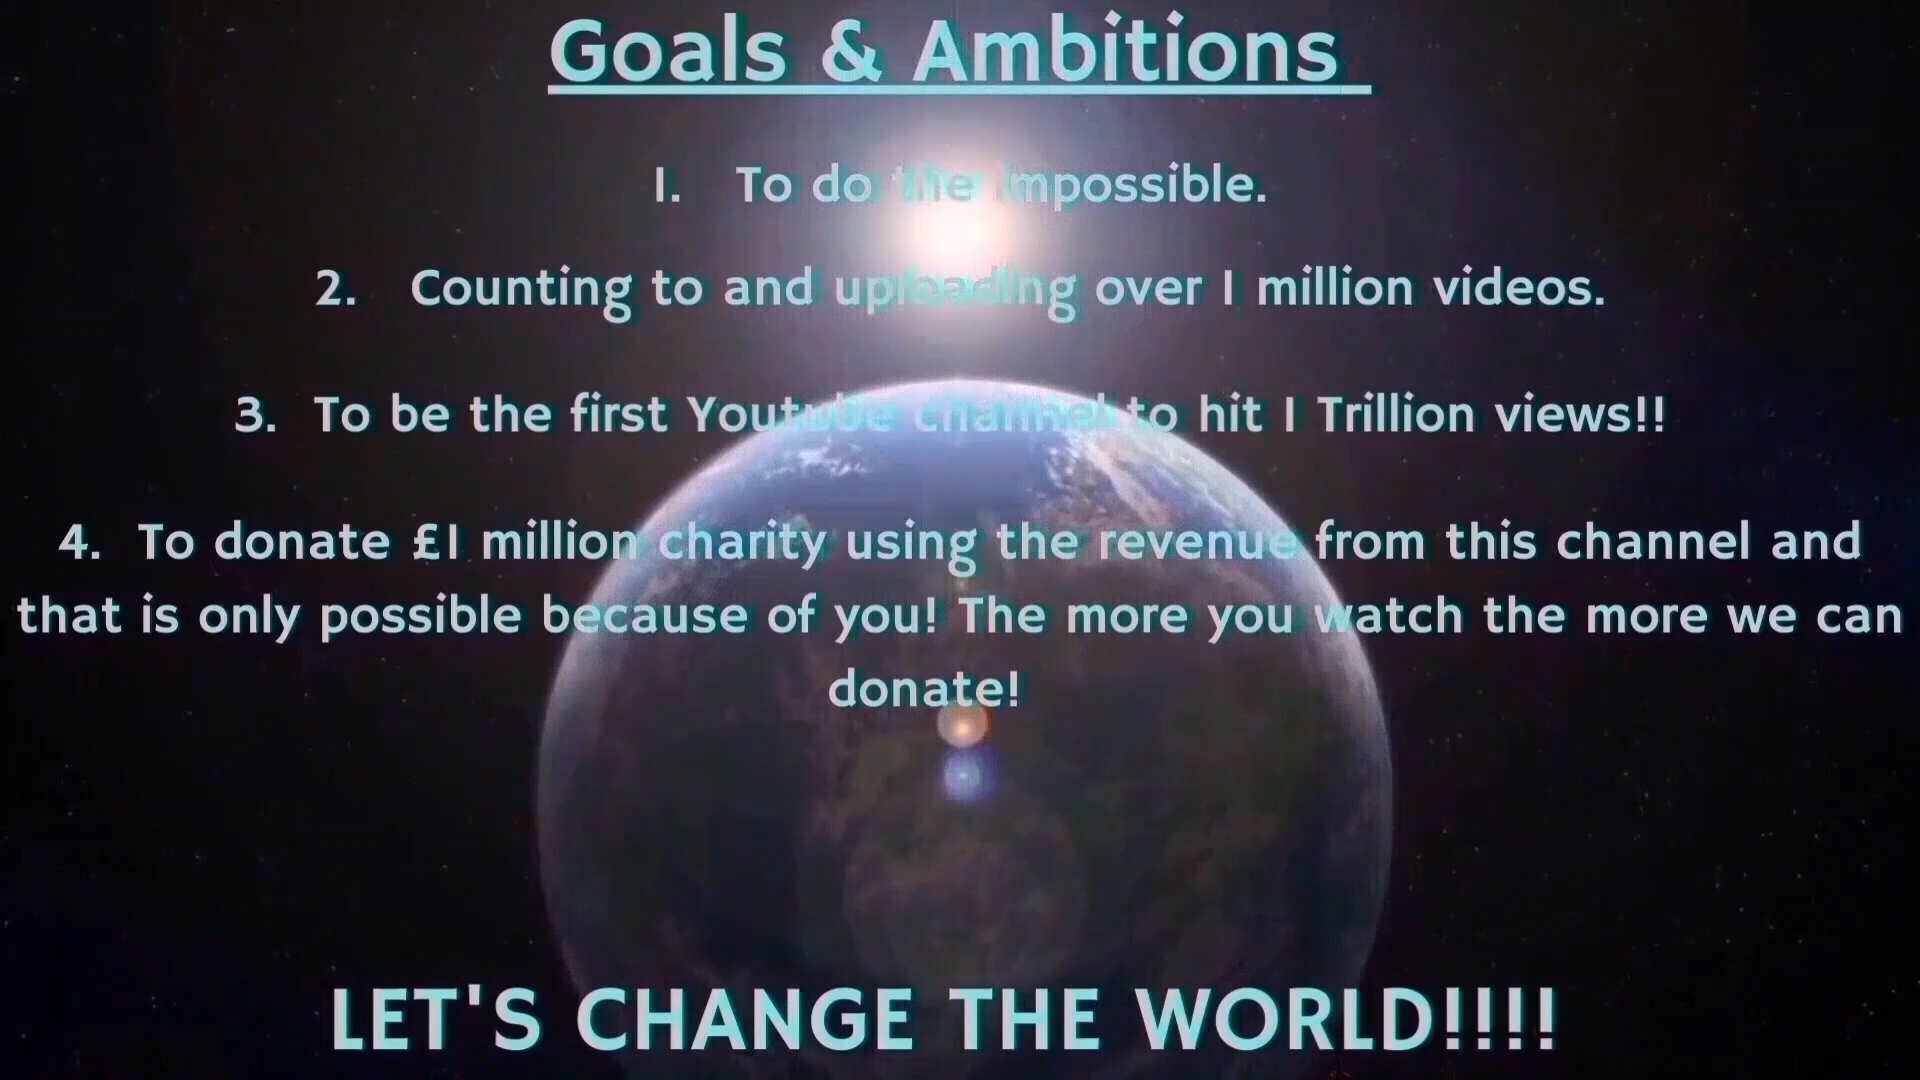 Goals & Ambitions
1. To do the impossible.
2. Counting to and uploading over 1 million videos.
3. To be the first Youtube channel to hit 1 Trillion views!!
4. To donate £1 million charity using the revenue from this channel and
that is only possible because of you! The more you watch the more we can
donate!
LET'S CHANGE THE WORLD!!!!